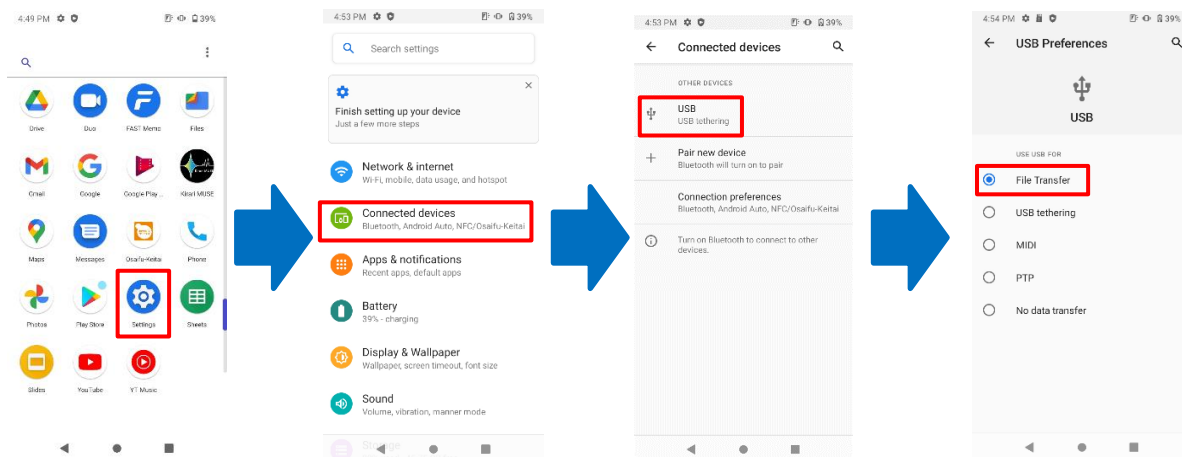 4:49 PM 39%
Drive Duo FAST Memo Files
Gmail Google Google Play ... Kirari MUSE
Maps Messages Osaifu-Keitai Phone
Photos Play Store Settings Sheets
Slides YouTube YT Music
4:53 PM 39%
Search settings
Finish setting up your device
Just a few more steps
Network & internet
Wi-Fi, mobile, data usage, and hotspot
Connected devices
Bluetooth, Android Auto, NFC/Osaifu-Keitai
Apps & notifications
Recent apps, default apps
Battery
39% - charging
Display & Wallpaper
Wallpaper, screen timeout, font size
Sound
Volume, vibration, manner mode
Storage
4:53 PM 39%
Connected devices
OTHER DEVICES
USB
USB tethering
Pair new device
Bluetooth will turn on to pair
Connection preferences
Bluetooth, Android Auto, NFC/Osaifu-Keitai
Turn on Bluetooth to connect to other
devices.
4:54 PM 39%
USB Preferences
USB
USE USB FOR
File Transfer
USB tethering
MIDI
PTP
No data transfer